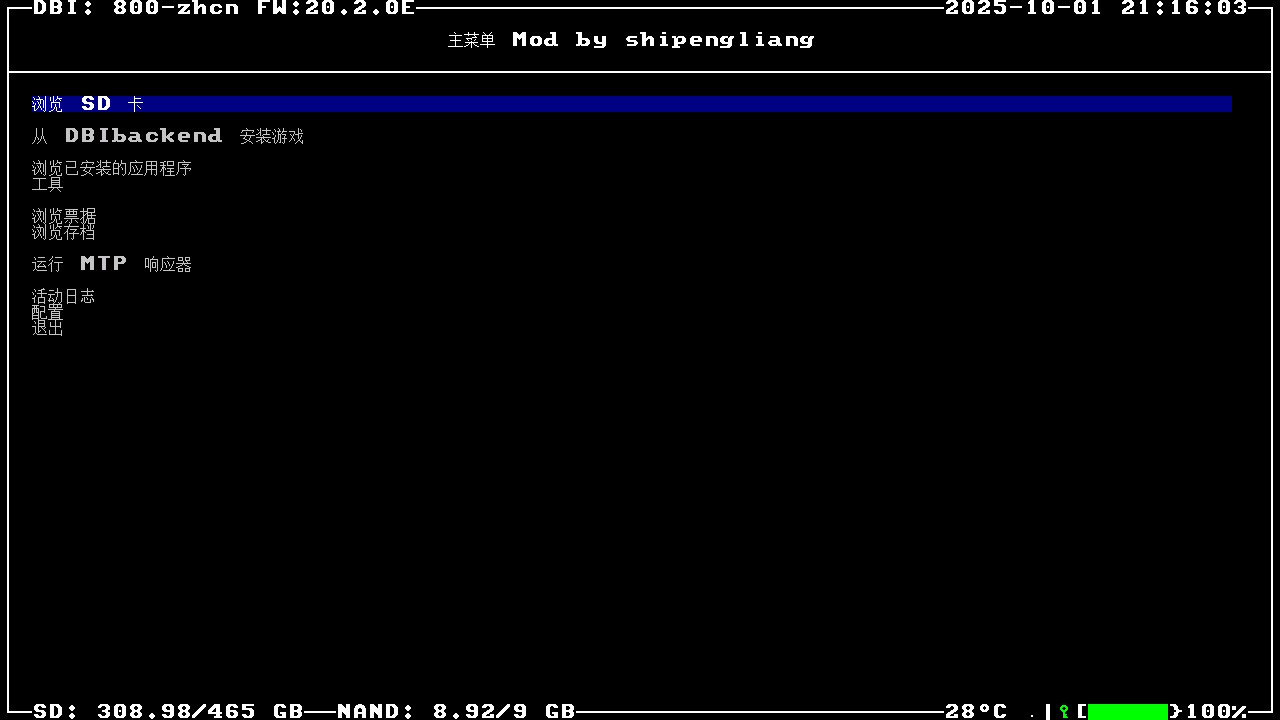 DBI: 800-zhcn FW:20.2.0E 2025-10-01 21:16:03
主菜单 Mod by shipengliang
浏览 SD 卡
从 DBIbackend 安装游戏
浏览已安装的应用程序
工具
浏览票据
浏览存档
运行 MTP 响应器
活动日志
配置
退出
SD: 308.98/465 GB NAND: 8.92/9 GB 28°C .| [ }100%